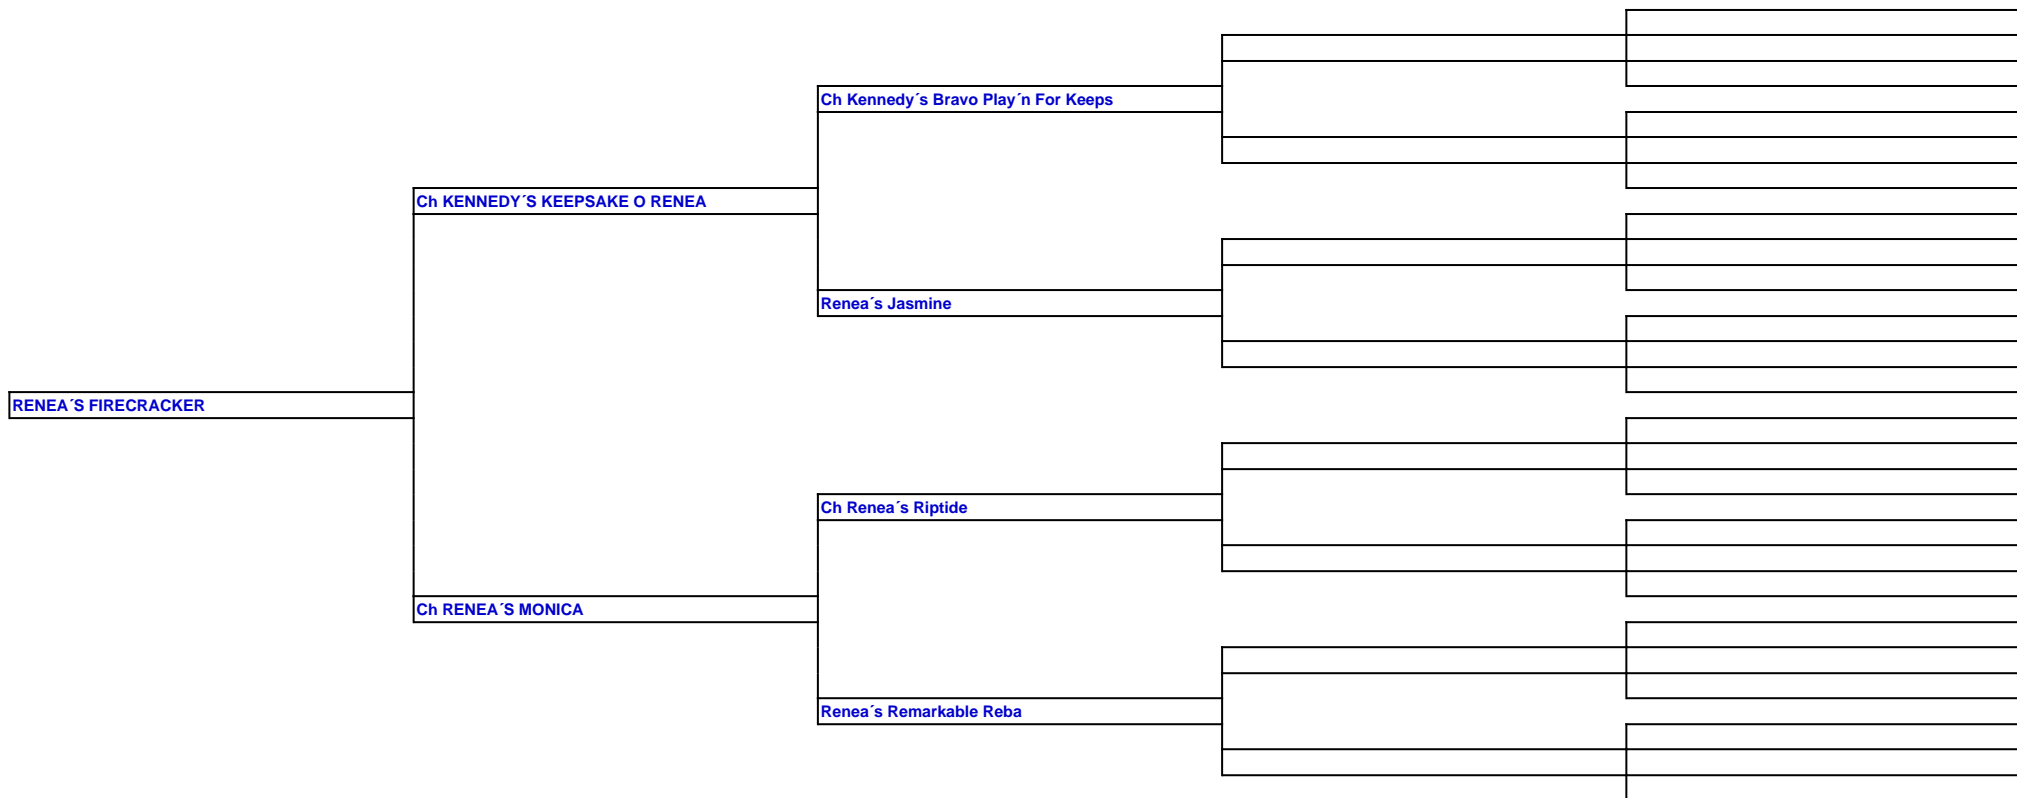 Ch Kennedy´s Bravo Play´n For Keeps
Ch KENNEDY´S KEEPSAKE O RENEA
Renea´s Jasmine
RENEA´S FIRECRACKER
Ch Renea´s Riptide
Ch RENEA´S MONICA
Renea´s Remarkable Reba